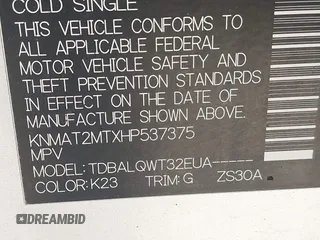 COLD SINGLE
THIS VEHICLE CONFORMS TO
ALL APPLICABLE FEDERAL
MOTOR VEHICLE SAFETY AND
THEFT PREVENTION STANDARDS
IN EFFECT ON THE DATE OF
MANUFACTURE SHOWN ABOVE.
KNMAT2MTXHP537375
MPV
MODEL: TDBALQWT32EUA-----
COLOR: K23 TRIM: G ZS30A
DREAMBID